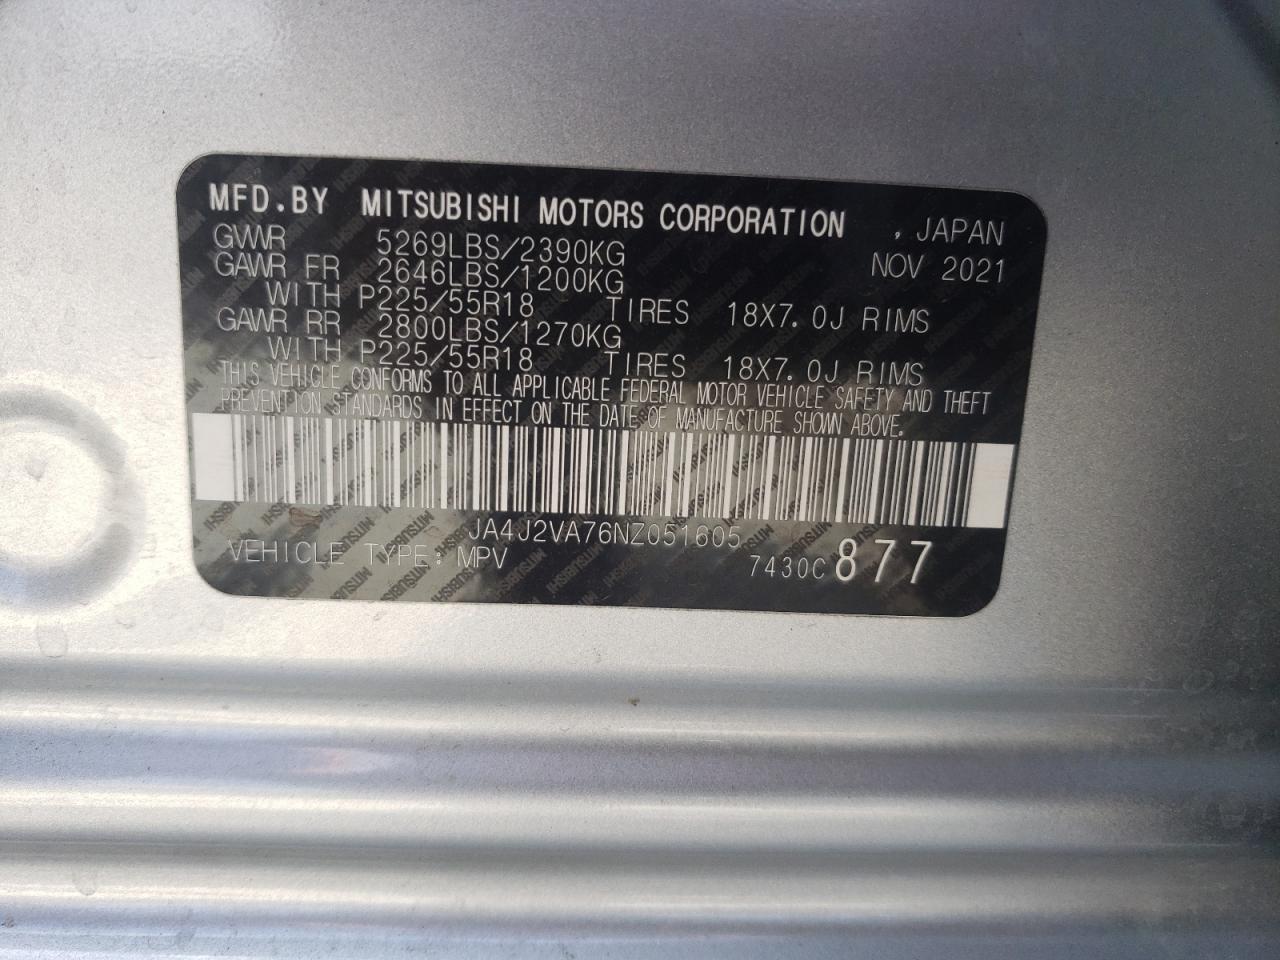 MFD.BY MITSUBISHI MOTORS CORPORATION , JAPAN
GVWR 5269LBS/2390KG NOV 2021
GAWR FR 2646LBS/1200KG
WITH P225/55R18 TIRES 18X7.0J RIMS
GAWR RR 2800LBS/1270KG
WITH P225/55R18 TIRES 18X7.0J RIMS
THIS VEHICLE CONFORMS TO ALL APPLICABLE FEDERAL MOTOR VEHICLE SAFETY AND THEFT
PREVENTION STANDARDS IN EFFECT ON THE DATE OF MANUFACTURE SHOWN ABOVE.
JA4J2VA76NZ051605
VEHICLE TYPE: MPV 7430C 877